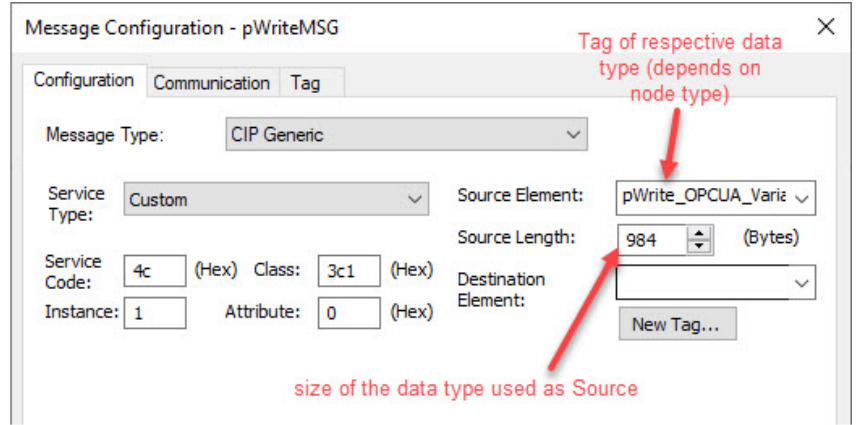 Message Configuration - pWriteMSG
Tag of respective data
type (depends on
node type)
Configuration Communication Tag
Message Type: CIP Generic
Service
Type:
Custom
Source Element: pWrite_OPCUA_Varia
Source Length: 984 (Bytes)
Service
Code:
4c (Hex) Class: 3c1 (Hex)
Destination
Element:
Instance: 1 Attribute: 0 (Hex)
New Tag...
size of the data type used as Source